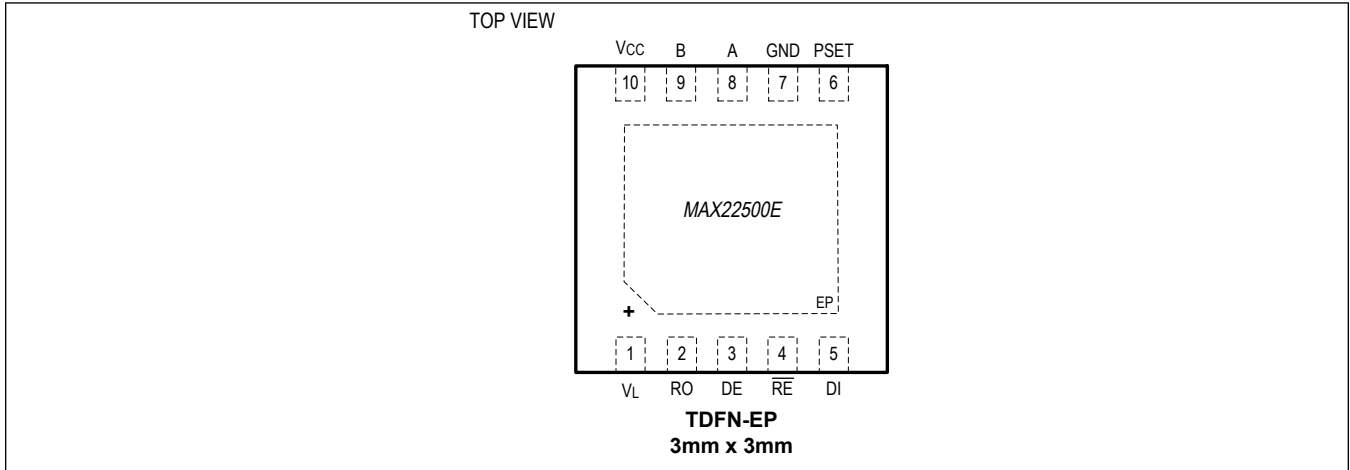 TOP VIEW
VCC B A GND PSET
10 9 8 7 6
MAX22500E
EP
+
1 2 3 4 5
VL RO DE R̅E̅ DI
TDFN-EP
3mm x 3mm